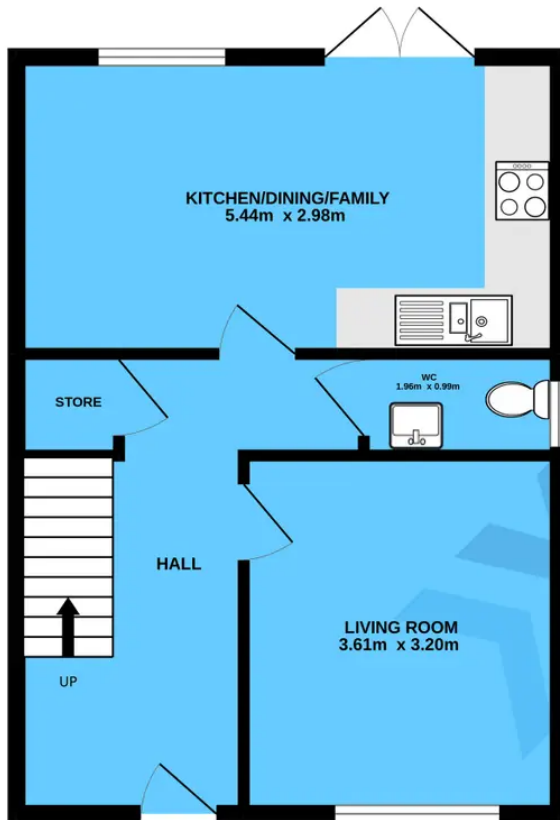 KITCHEN/DINING/FAMILY
5.44m x 2.98m
WC
1.96m x 0.99m
STORE
HALL
LIVING ROOM
3.61m x 3.20m
UP